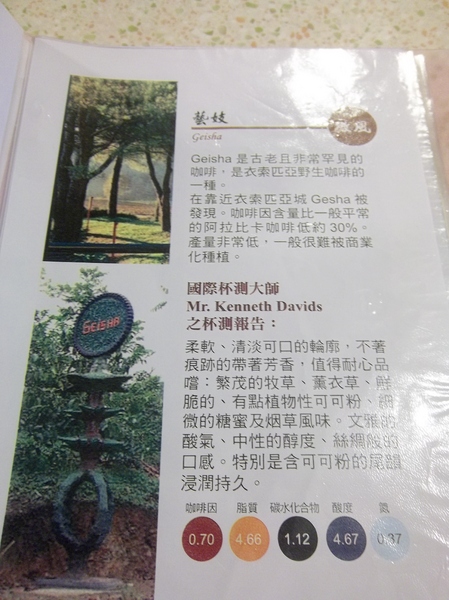 藝妓
Geisha
微風
Geisha 是古老且非常罕見的
咖啡，是衣索匹亞野生咖啡的
一種。
在靠近衣索匹亞城 Gesha 被
發現。咖啡因含量比一般平常
的阿拉比卡咖啡低約 30%。
產量非常低，一般很難被商業
化種植。
GEISHA
國際杯測大師
Mr. Kenneth Davids
之杯測報告：
柔軟、清淡可口的輪廓，不著
痕跡的帶著芳香，值得耐心品
嚐：繁茂的牧草、薰衣草、鮮
脆的、有點植物性可可粉、細
微的糖蜜及烟草風味。文雅的
酸氣、中性的醇度、絲綢般的
口感。特別是含可可粉的尾韻
浸潤持久。
咖啡因 脂質 碳水化合物 酸度 氮
0.70 4.66 1.12 4.67 0.37